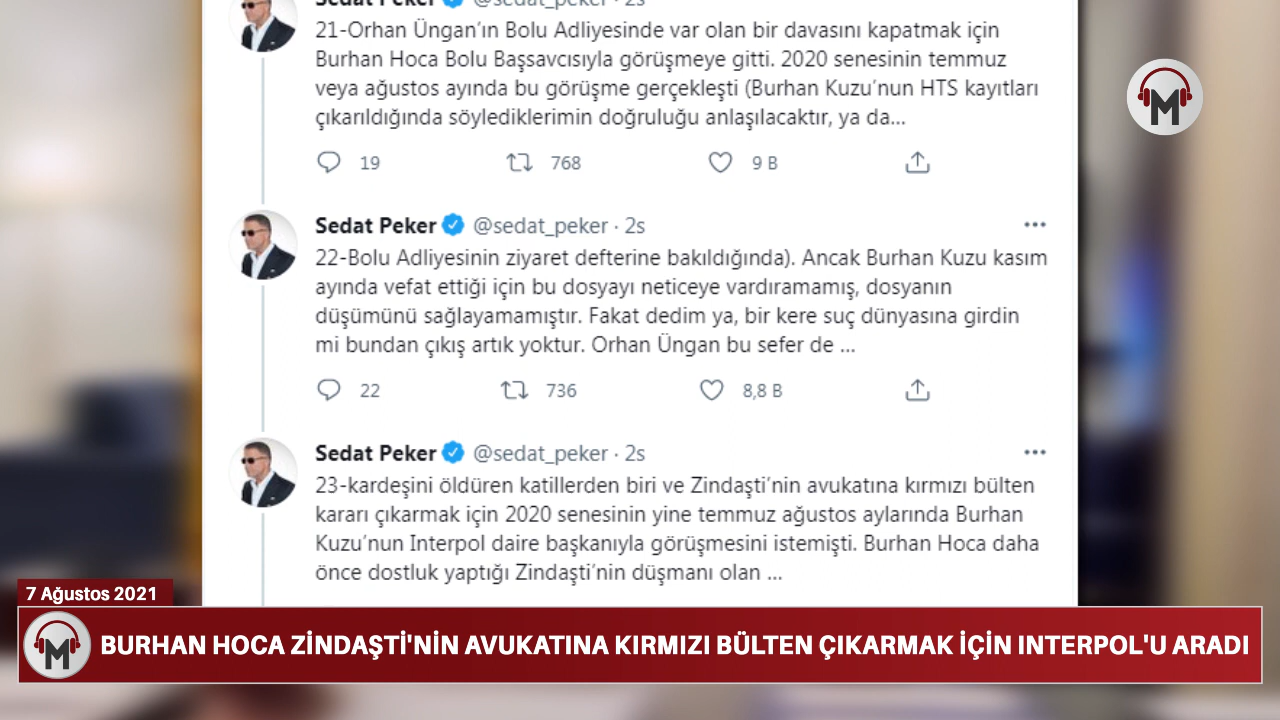 Sedat Peker @sedat_peker · 2s
21-Orhan Üngan'ın Bolu Adliyesinde var olan bir davasını kapatmak için
Burhan Hoca Bolu Başsavcısıyla görüşmeye gitti. 2020 senesinin temmuz
veya ağustos ayında bu görüşme gerçekleşti (Burhan Kuzu'nun HTS kayıtları
çıkarıldığında söylediklerimin doğruluğu anlaşılacaktır, ya da...
19 768 9 B
M
Sedat Peker @sedat_peker · 2s
22-Bolu Adliyesinin ziyaret defterine bakıldığında). Ancak Burhan Kuzu kasım
ayında vefat ettiği için bu dosyayı neticeye vardıramamış, dosyanın
düşümünü sağlayamamıştır. Fakat dedim ya, bir kere suç dünyasına girdin
mi bundan çıkış artık yoktur. Orhan Üngan bu sefer de ...
22 736 8,8 B
Sedat Peker @sedat_peker · 2s
23-kardeşini öldüren katillerden biri ve Zindaşti'nin avukatına kırmızı bülten
kararı çıkarmak için 2020 senesinin yine temmuz ağustos aylarında Burhan
Kuzu'nun Interpol daire başkanıyla görüşmesini istemişti. Burhan Hoca daha
önce dostluk yaptığı Zindaşti'nin düşmanı olan ...
7 Ağustos 2021
M BURHAN HOCA ZİNDAŞTİ'NİN AVUKATINA KIRMIZI BÜLTEN ÇIKARMAK İÇİN INTERPOL'U ARADI